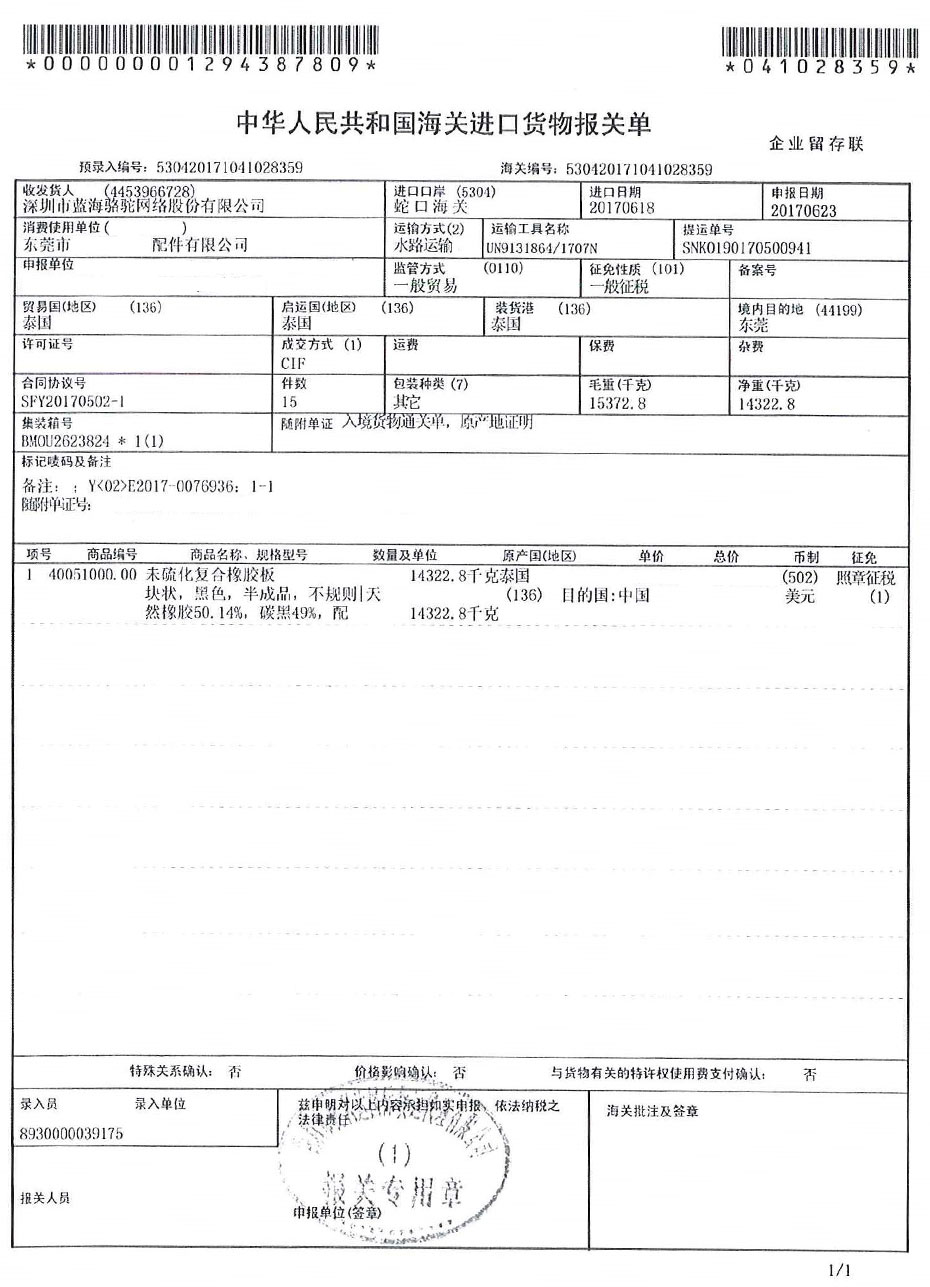 *000000001294387809*
*041028359*
中华人民共和国海关进口货物报关单
企业留存联
预录入编号: 530420171041028359 海关编号: 530420171041028359
收发货人 (4453966728) 进口口岸 (5304) 进口日期 申报日期
深圳市蓝海骆驼网络股份有限公司 蛇口海关 20170618 20170623
消费使用单位( ) 运输方式(2) 运输工具名称 提运单号
东莞市 配件有限公司 水路运输 UN9131864/1707N SNKO190170500941
申报单位 监管方式 (0110) 征免性质 (101) 备案号
一般贸易 一般征税
贸易国(地区) (136) 启运国(地区) (136) 装货港 (136) 境内目的地 (44199)
泰国 泰国 泰国 东莞
许可证号 成交方式 (1) 运费 保费 杂费
CIF
合同协议号 件数 包装种类 (7) 毛重(千克) 净重(千克)
SFY20170502-1 15 其它 15372.8 14322.8
集装箱号 随附单证 入境货物通关单, 原产地证明
BMOU2623824 * 1(1)
标记唛码及备注
备注: ; Y<02>E2017-0076936; 1-1
随附单证号:
项号 商品编号 商品名称、规格型号 数量及单位 原产国(地区) 单价 总价 币制 征免
1 40051000.00 未硫化复合橡胶板 14322.8千克泰国 (502) 照章征税
块状, 黑色, 半成品, 不规则|天 (136) 目的国:中国 美元 (1)
然橡胶50.14%, 碳黑49%, 配 14322.8千克
特殊关系确认: 否 价格影响确认: 否 与货物有关的特许权使用费支付确认: 否
录入员 录入单位 兹申明对以上内容承担如实申报、依法纳税之 海关批注及签章
法律责任
8930000039175
(1)
报关专用章
报关人员
申报单位(签章)
1/1